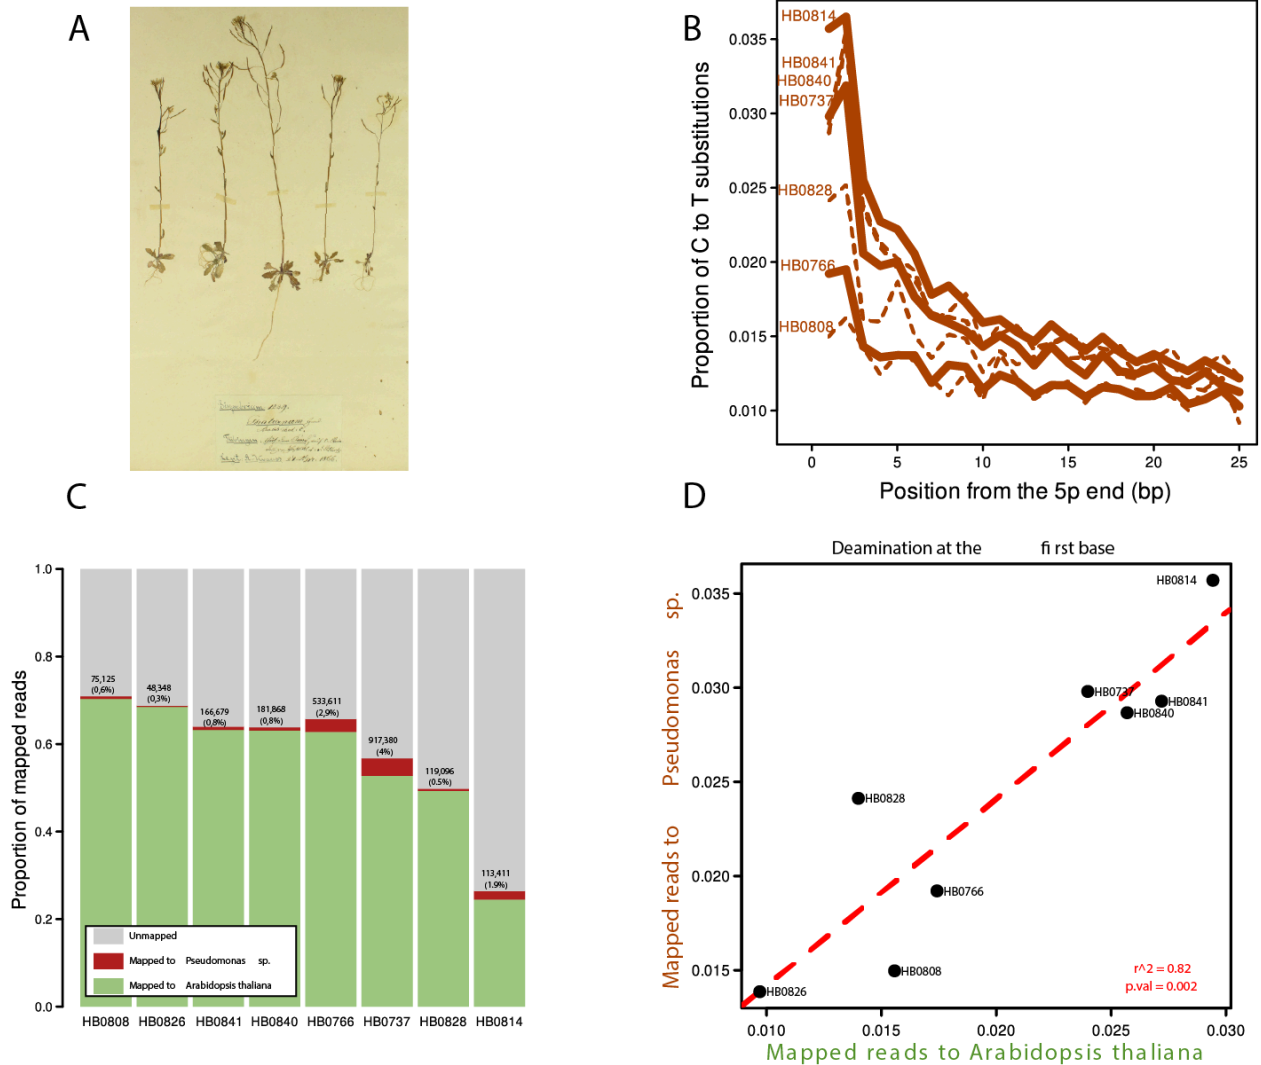 A
B
HB0814
HB0841
HB0840
HB0737
HB0828
HB0766
HB0808
0.035
0.030
0.025
0.020
0.015
0.010
Proportion of C to T substitutions
0
5
10
15
20
25
Position from the 5p end (bp)
C
1.0
0.8
0.6
0.4
0.2
0.0
Proportion of mapped reads
75,125
(0,6%)
48,348
(0,3%)
166,679
(0,8%)
181,868
(0,8%)
533,611
(2,9%)
917,380
(4%)
119,096
(0.5%)
113,411
(1.9%)
Unmapped
Mapped to Pseudomonas sp.
Mapped to Arabidopsis thaliana
HB0808 HB0826 HB0841 HB0840 HB0766 HB0737 HB0828 HB0814
D
Deamination at the first base
0.035
0.030
0.025
0.020
0.015
Mapped reads to Pseudomonas sp.
HB0814
HB0737
HB0841
HB0840
HB0828
HB0766
HB0808
HB0826
r^2 = 0.82
p.val = 0.002
0.010
0.015
0.020
0.025
0.030
Mapped reads to Arabidopsis thaliana